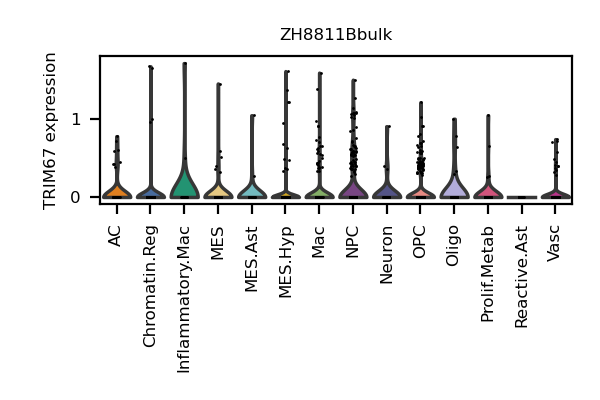 ZH8811Bbulk
TRIM67 expression
1
0
AC
Chromatin.Reg
Inflammatory.Mac
MES
MES.Ast
MES.Hyp
Mac
NPC
Neuron
OPC
Oligo
Prolif.Metab
Reactive.Ast
Vasc